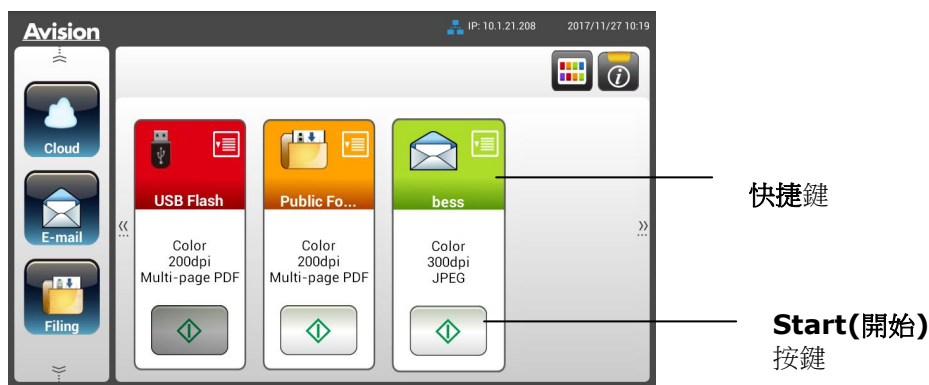 Avision
IP: 10.1.21.208
2017/11/27 10:19
Cloud
E-mail
Filing
USB Flash
Color
200dpi
Multi-page PDF
Public Fo...
Color
200dpi
Multi-page PDF
bess
Color
300dpi
JPEG
快捷鍵
Start(開始)
按鍵